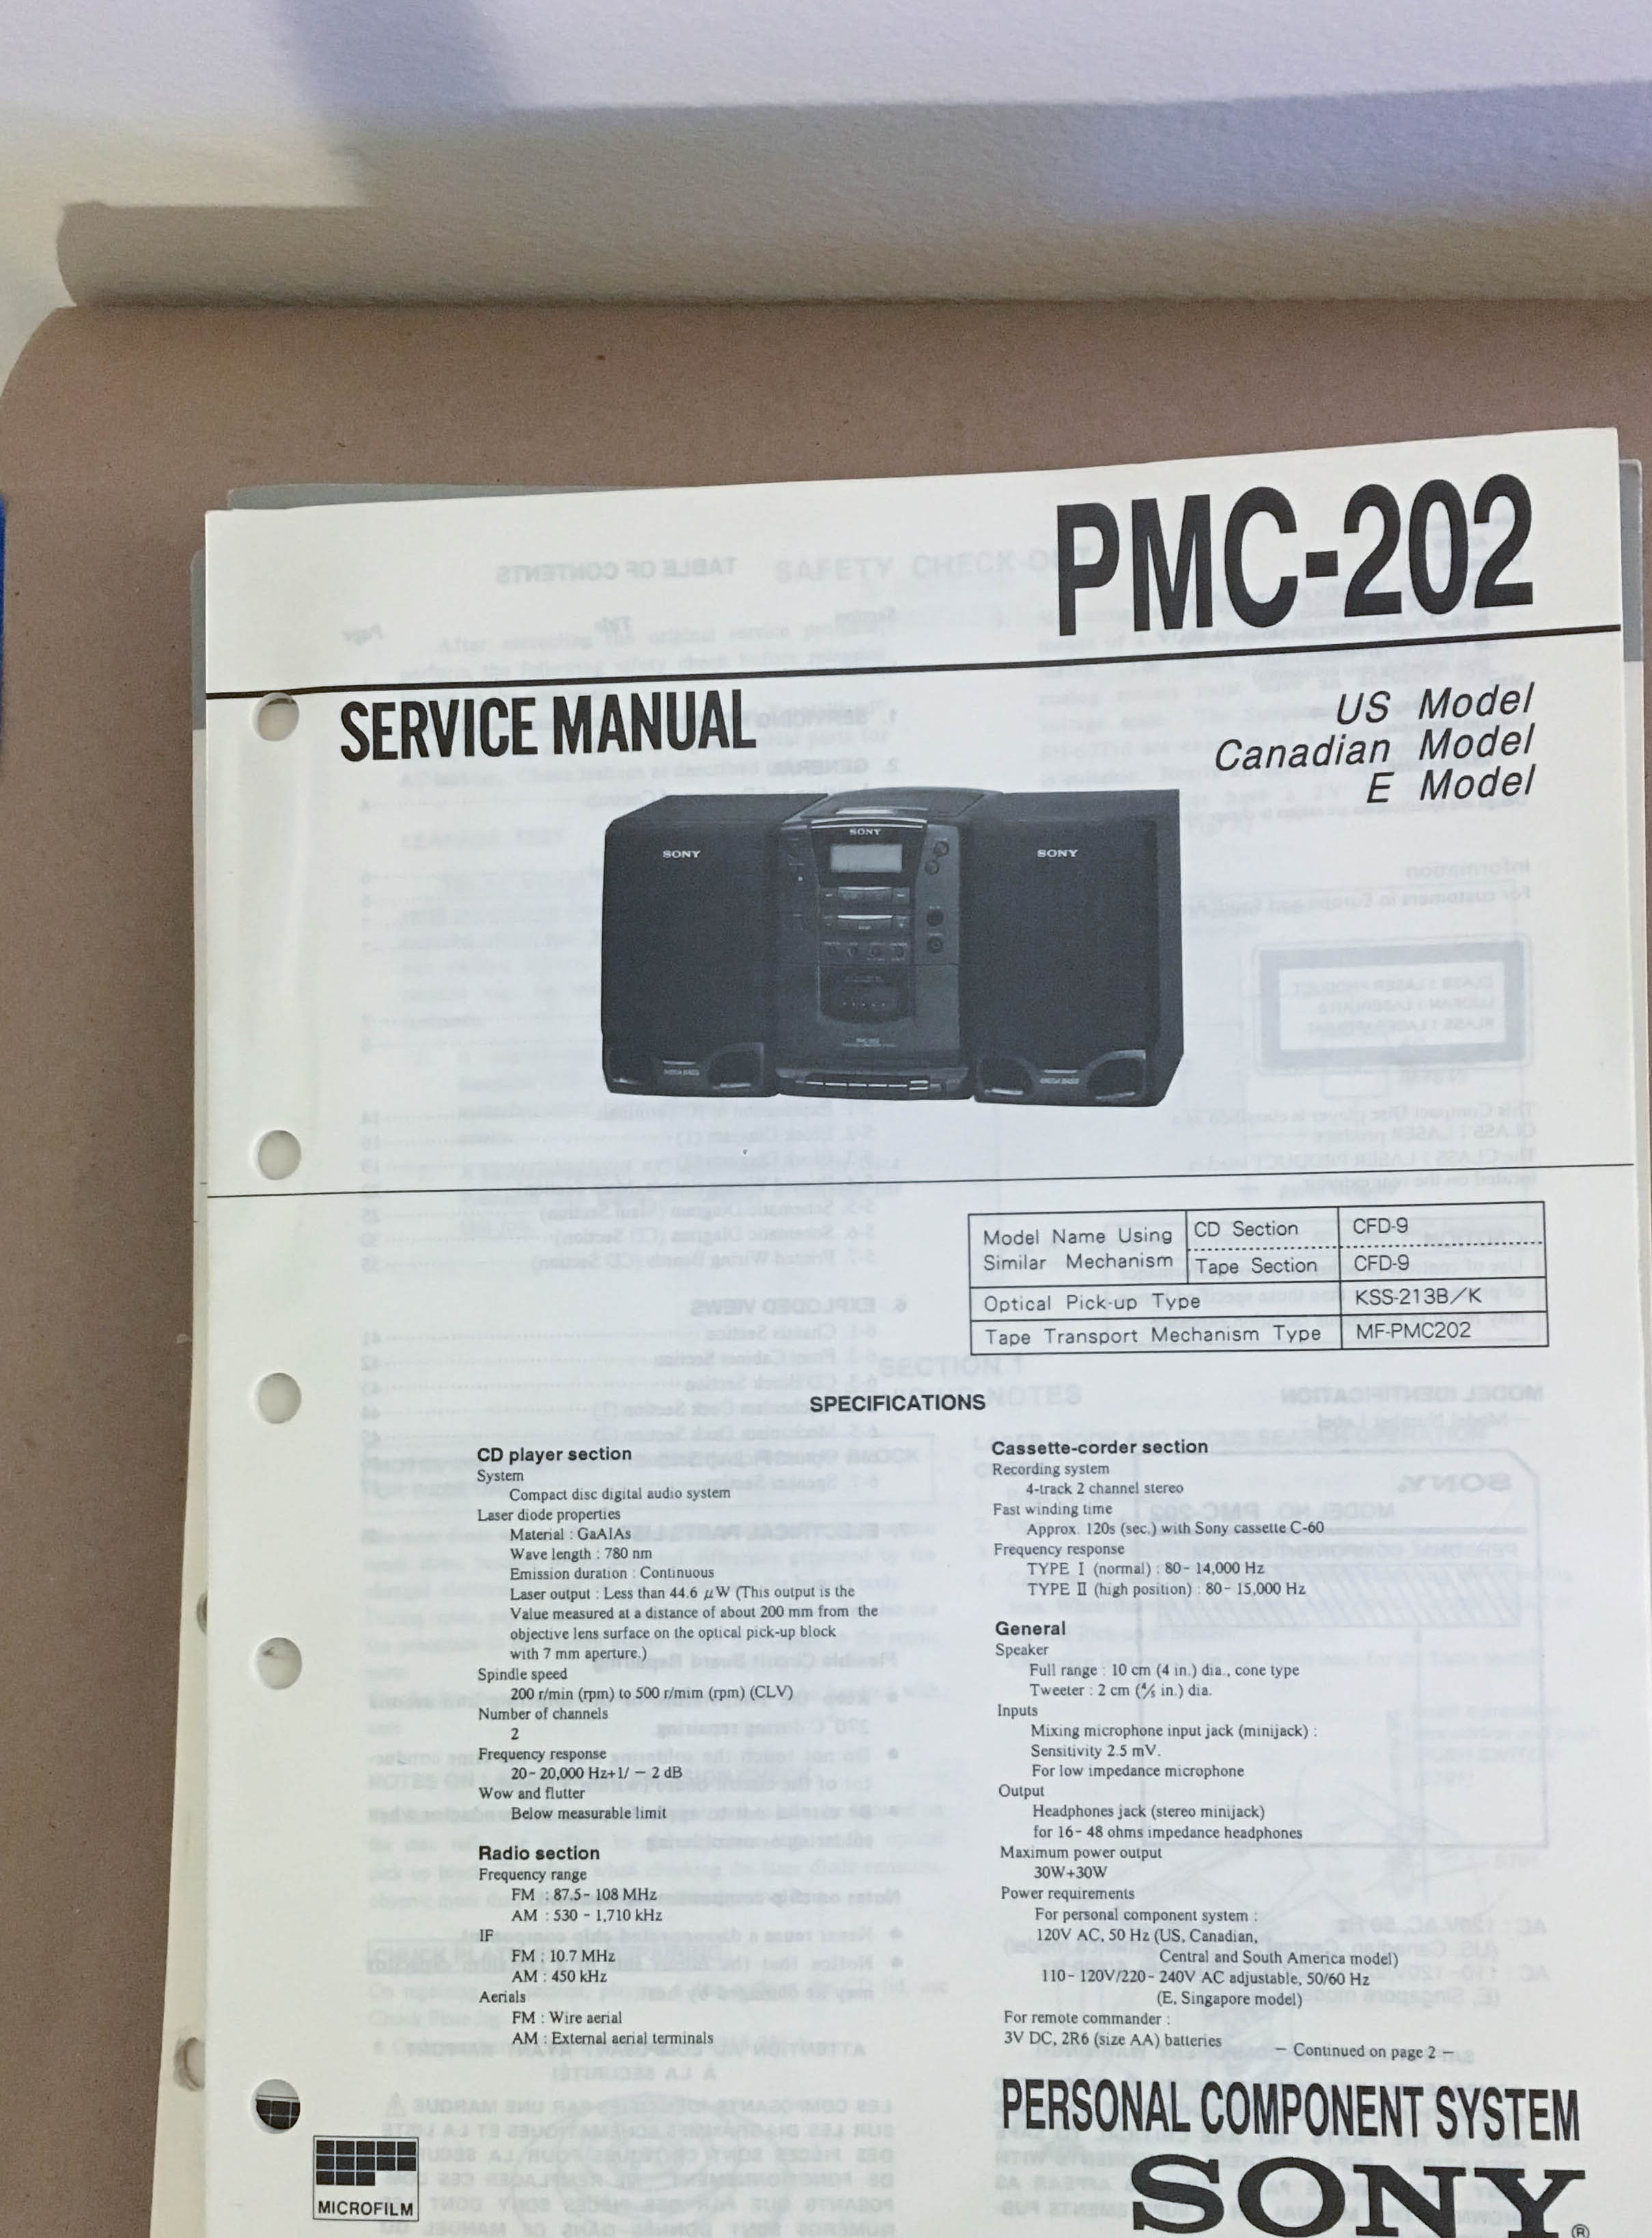 PMC-202
SERVICE MANUAL
US Model
Canadian Model
E Model
SONY
SONY
SONY
MEGA BASS
MEGA BASS
Model Name Using Similar Mechanism
CD Section
CFD-9
Tape Section
CFD-9
Optical Pick-up Type
KSS-213B/K
Tape Transport Mechanism Type
MF-PMC202
SPECIFICATIONS
CD player section
System
Compact disc digital audio system
Laser diode properties
Material : GaAlAs
Wave length : 780 nm
Emission duration : Continuous
Laser output : Less than 44.6 μW (This output is the
Value measured at a distance of about 200 mm from the
objective lens surface on the optical pick-up block
with 7 mm aperture.)
Spindle speed
200 r/min (rpm) to 500 r/mim (rpm) (CLV)
Number of channels
2
Frequency response
20- 20,000 Hz+1/ − 2 dB
Wow and flutter
Below measurable limit
Radio section
Frequency range
FM : 87.5- 108 MHz
AM : 530 - 1,710 kHz
IF
FM : 10.7 MHz
AM : 450 kHz
Aerials
FM : Wire aerial
AM : External aerial terminals
Cassette-corder section
Recording system
4-track 2 channel stereo
Fast winding time
Approx. 120s (sec.) with Sony cassette C-60
Frequency response
TYPE I (normal) : 80- 14,000 Hz
TYPE II (high position) : 80- 15,000 Hz
General
Speaker
Full range : 10 cm (4 in.) dia., cone type
Tweeter : 2 cm (4/5 in.) dia.
Inputs
Mixing microphone input jack (minijack) :
Sensitivity 2.5 mV.
For low impedance microphone
Output
Headphones jack (stereo minijack)
for 16- 48 ohms impedance headphones
Maximum power output
30W+30W
Power requirements
For personal component system :
120V AC, 50 Hz (US, Canadian,
Central and South America model)
110- 120V/220- 240V AC adjustable, 50/60 Hz
(E, Singapore model)
For remote commander :
3V DC, 2R6 (size AA) batteries
— Continued on page 2 —
PERSONAL COMPONENT SYSTEM
SONY®
MICROFILM